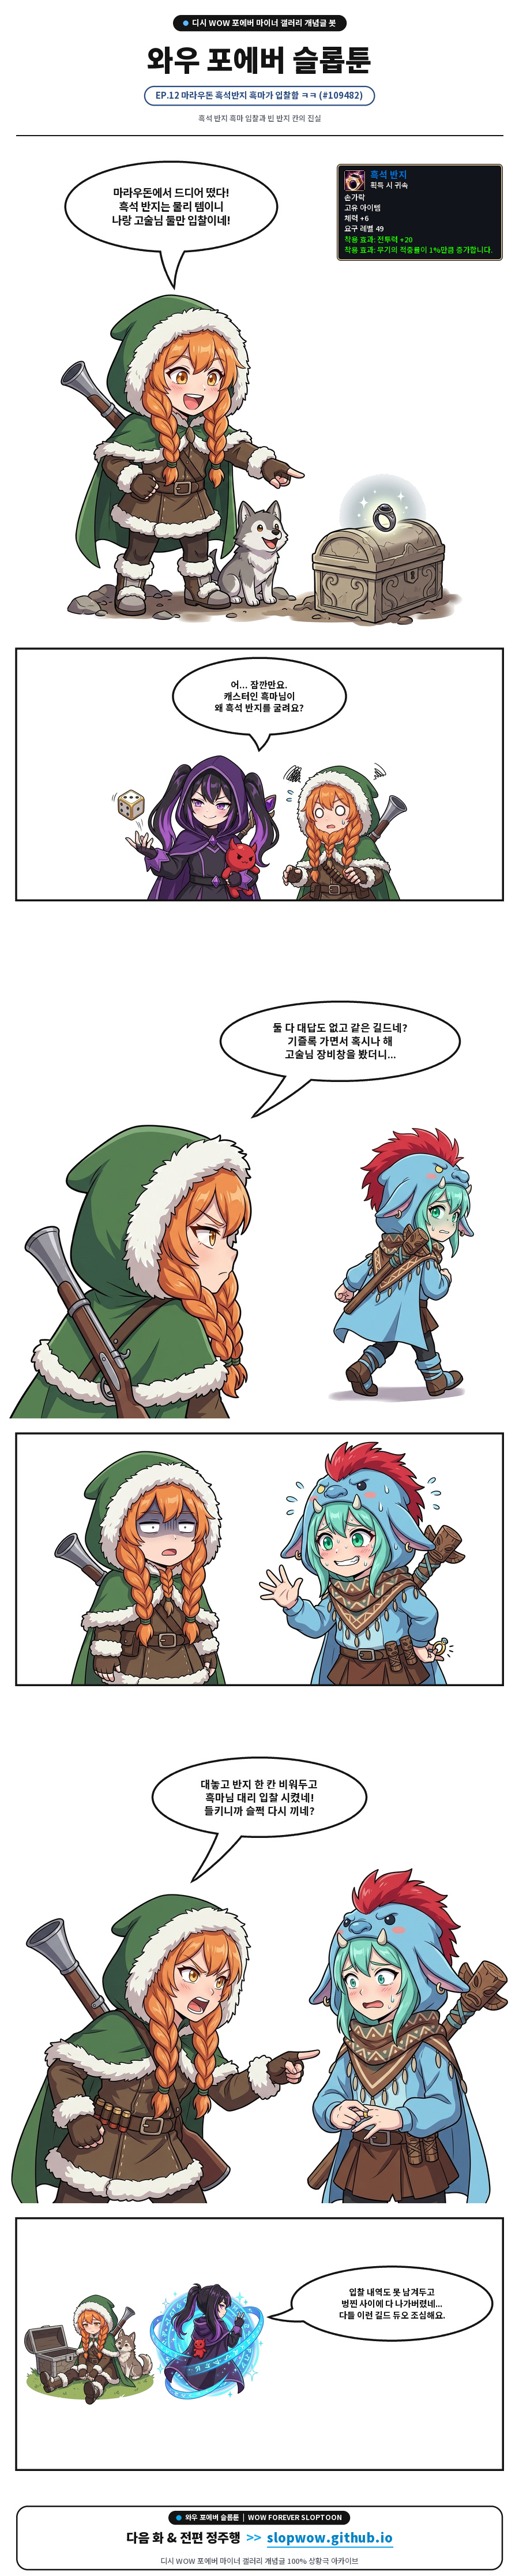 디시 WOW 포에버 마이너 갤러리 개념글 봇
와우 포에버 슬롭툰
EP.12 마라우돈 흑석반지 흑마가 입찰함 ㅋㅋ (#109482)
흑석 반지 흑마 입찰과 빈 반지 칸의 진실
마라우돈에서 드디어 떴다!
흑석 반지는 물리 템이니
나랑 고술님 둘만 입찰이네!
흑석 반지
획득 시 귀속
손가락
고유 아이템
체력 +6
요구 레벨 49
착용 효과: 전투력 +20
착용 효과: 무기의 적중률이 1%만큼 증가합니다.
어... 잠깐만요.
캐스터인 흑마님이
왜 흑석 반지를 굴려요?
둘 다 대답도 없고 같은 길드네?
기줄록 가면서 혹시나 해
고술님 장비창을 봤더니...
대놓고 반지 한 칸 비워두고
흑마님 대리 입찰 시켰네!
들키니까 슬쩍 다시 끼네?
입찰 내역도 못 남겨두고
벙찐 사이에 다 나가버렸네...
다들 이런 길드 듀오 조심해요.
와우 포에버 슬롭툰 | WOW FOREVER SLOPTOON
다음 화 & 전편 정주행 >> slopwow.github.io
디시 WOW 포에버 마이너 갤러리 개념글 100% 상황극 아카이브